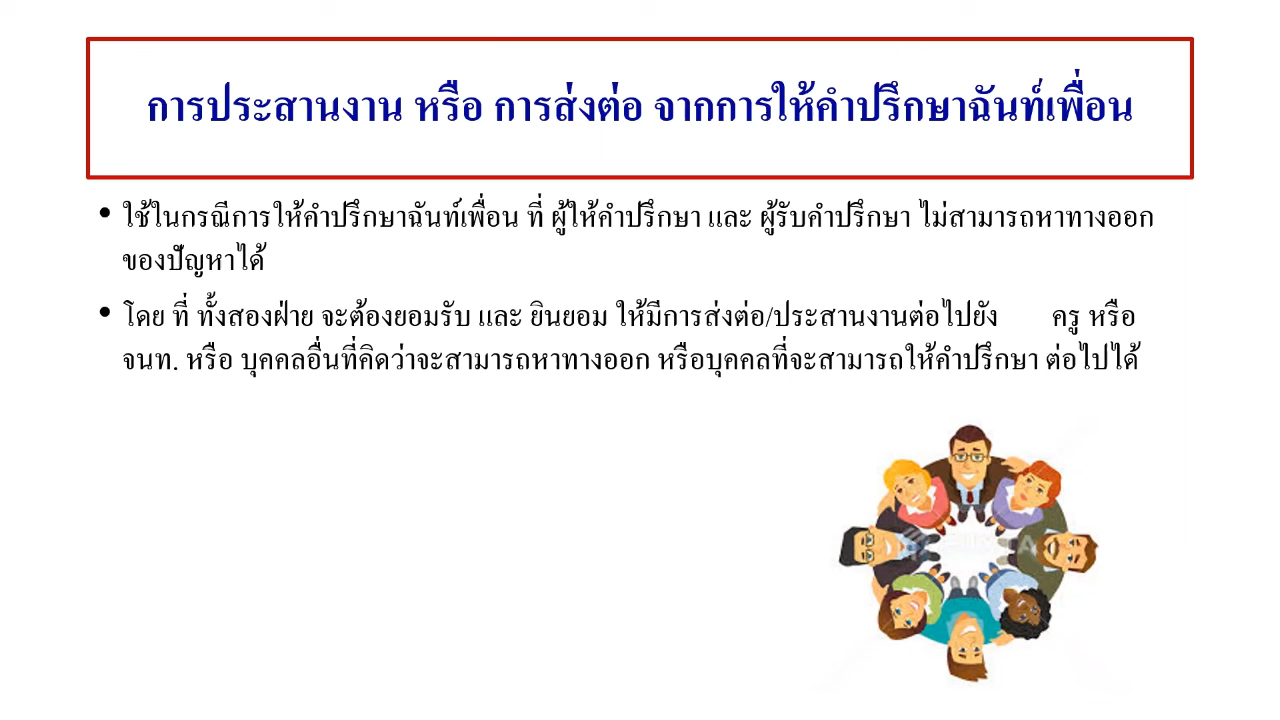 การประสานงาน หรือ การส่งต่อ จากการให้คำปรึกษาฉันท์เพื่อน
• ใช้ในกรณีการให้คำปรึกษาฉันท์เพื่อน ที่ ผู้ให้คำปรึกษา และ ผู้รับคำปรึกษา ไม่สามารถหาทางออก
ของปัญหาได้
• โดย ที่ ทั้งสองฝ่าย จะต้องยอมรับ และ ยินยอม ให้มีการส่งต่อ/ประสานงานต่อไปยัง ครู หรือ
จนท. หรือ บุคคลอื่นที่คิดว่าจะสามารถหาทางออก หรือบุคคลที่จะสามารถให้คำปรึกษา ต่อไปได้